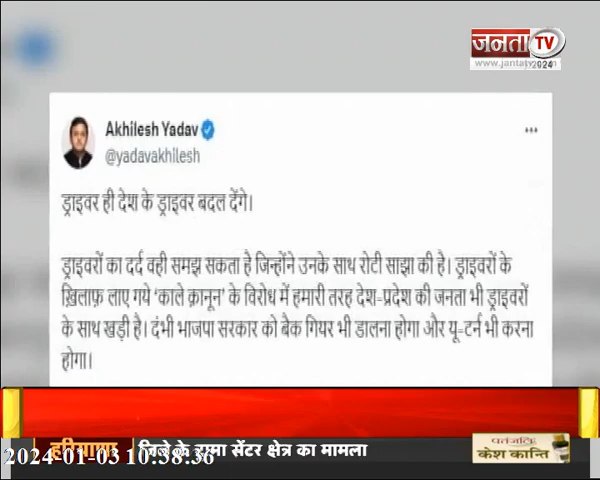 जनता TV
www.jantatv.com
2024
Akhilesh Yadav
@yadavakhilesh
ड्राइवर ही देश के ड्राइवर बदल देंगे।
ड्राइवरों का दर्द वही समझ सकता है जिन्होंने उनके साथ रोटी साझा की है। ड्राइवरों के
ख़िलाफ़ लाए गये 'काले क़ानून' के विरोध में हमारी तरह देश-प्रदेश की जनता भी ड्राइवरों
के साथ खड़ी है। दंभी भाजपा सरकार को बैक गियर भी डालना होगा और यू-टर्न भी करना
होगा।
हरियाणा
जिले के रामा सेंटर क्षेत्र का मामला
पतंजलि
केश कान्ति
2024-01-03 10:38:36